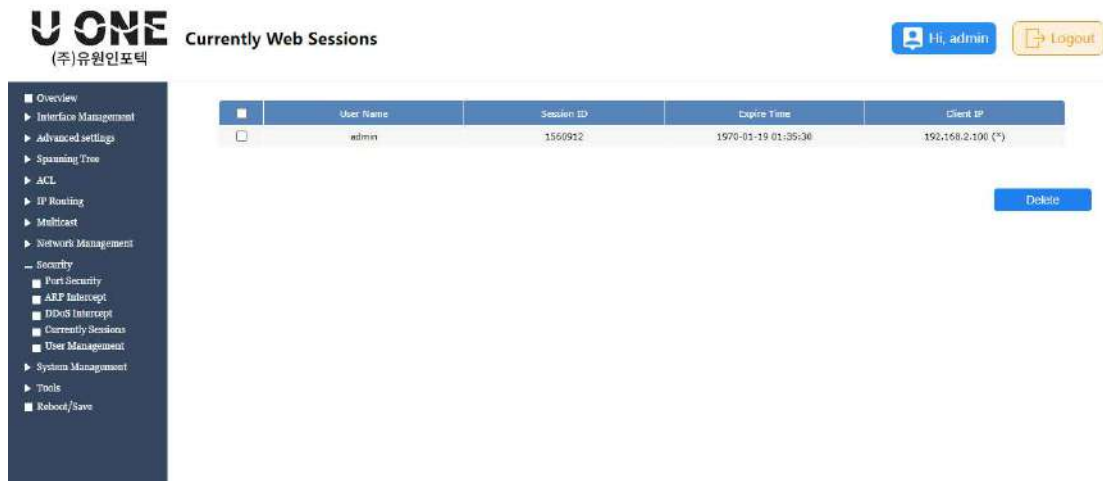 U ONE
(주)유원인포텍
Currently Web Sessions
Hi, admin
Logout
Overview
Interface Management
Advanced settings
Spanning Tree
ACL
IP Routing
Multicast
Network Management
Security
Port Security
ARP Intercept
DDoS Intercept
Currently Sessions
User Management
System Management
Tools
Reboot/Save
User Name Session ID Expire Time Client IP
admin 1560912 1970-01-19 01:35:30 192.168.2.100 (*)
Delete